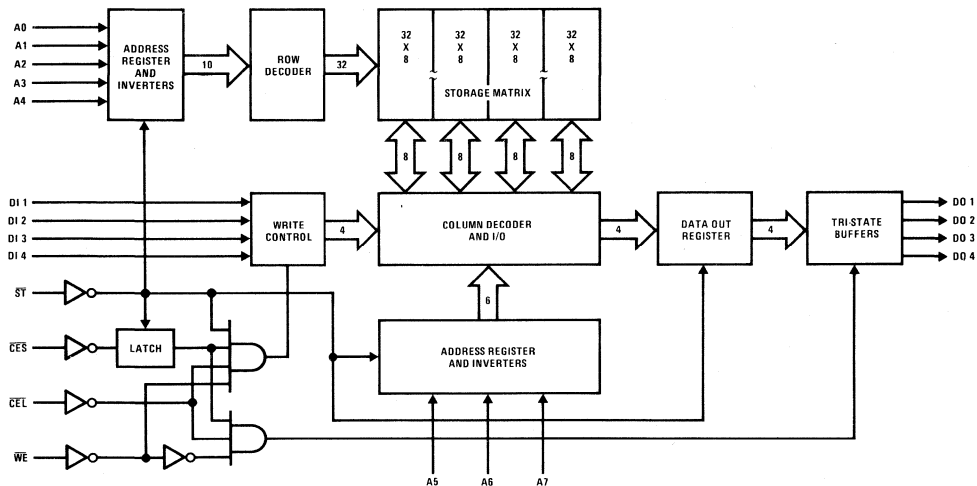 A0
A1
A2
A3
A4
ADDRESS
REGISTER
AND
INVERTERS
10
ROW
DECODER
32
32
X
8
32
X
8
32
X
8
32
X
8
STORAGE MATRIX
8
8
8
8
DI 1
DI 2
DI 3
DI 4
WRITE
CONTROL
4
COLUMN DECODER
AND I/O
4
DATA OUT
REGISTER
4
TRI-STATE
BUFFERS
DO 1
DO 2
DO 3
DO 4
6
ST
CES
LATCH
CEL
WE
ADDRESS REGISTER
AND INVERTERS
A5
A6
A7